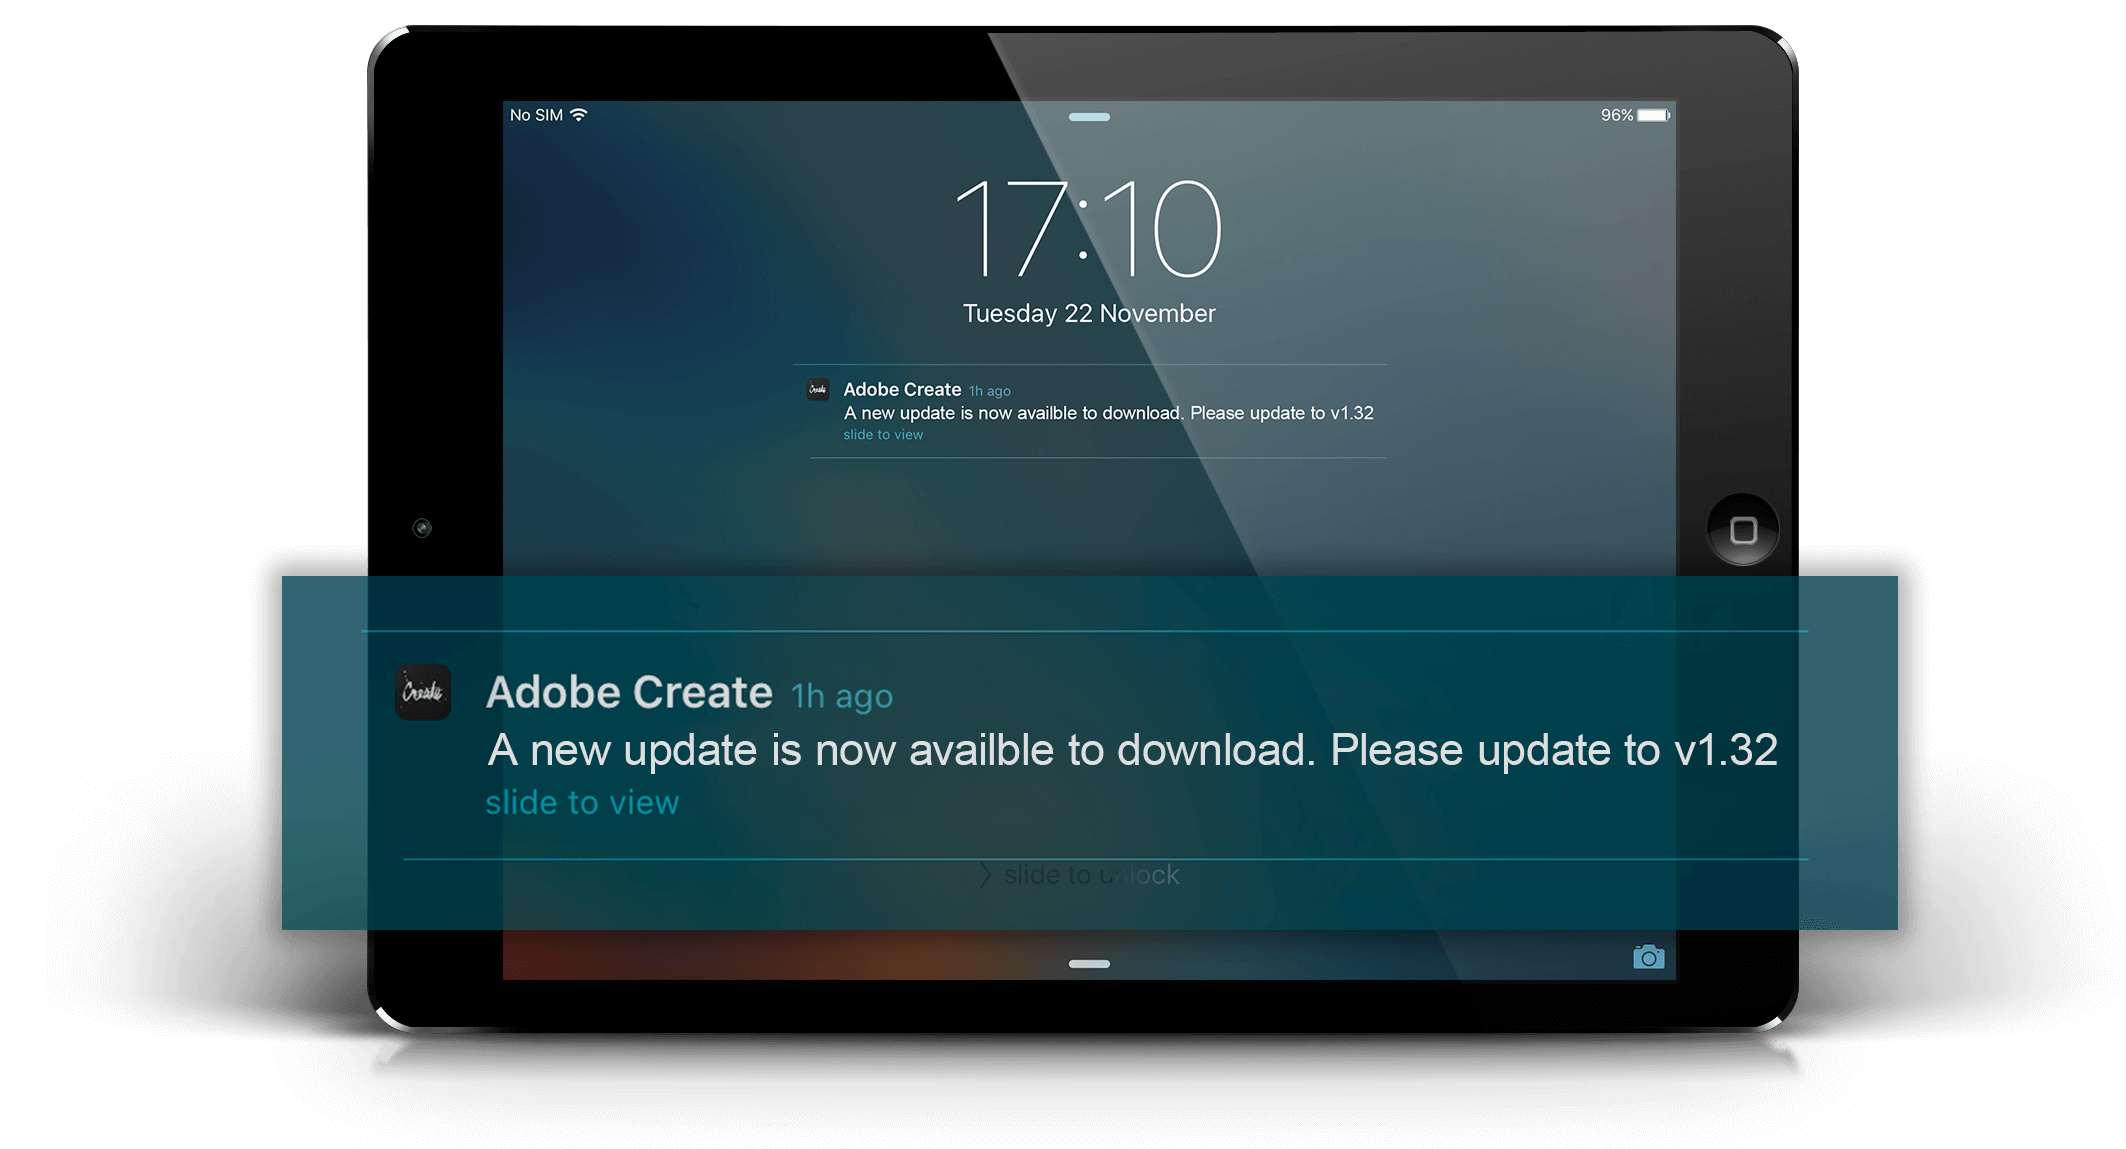 No SIM
96%
17:10
Tuesday 22 November
Create
Adobe Create 1h ago
A new update is now availble to download. Please update to v1.32
slide to view
Create
Adobe Create 1h ago
A new update is now availble to download. Please update to v1.32
slide to view
slide to unlock